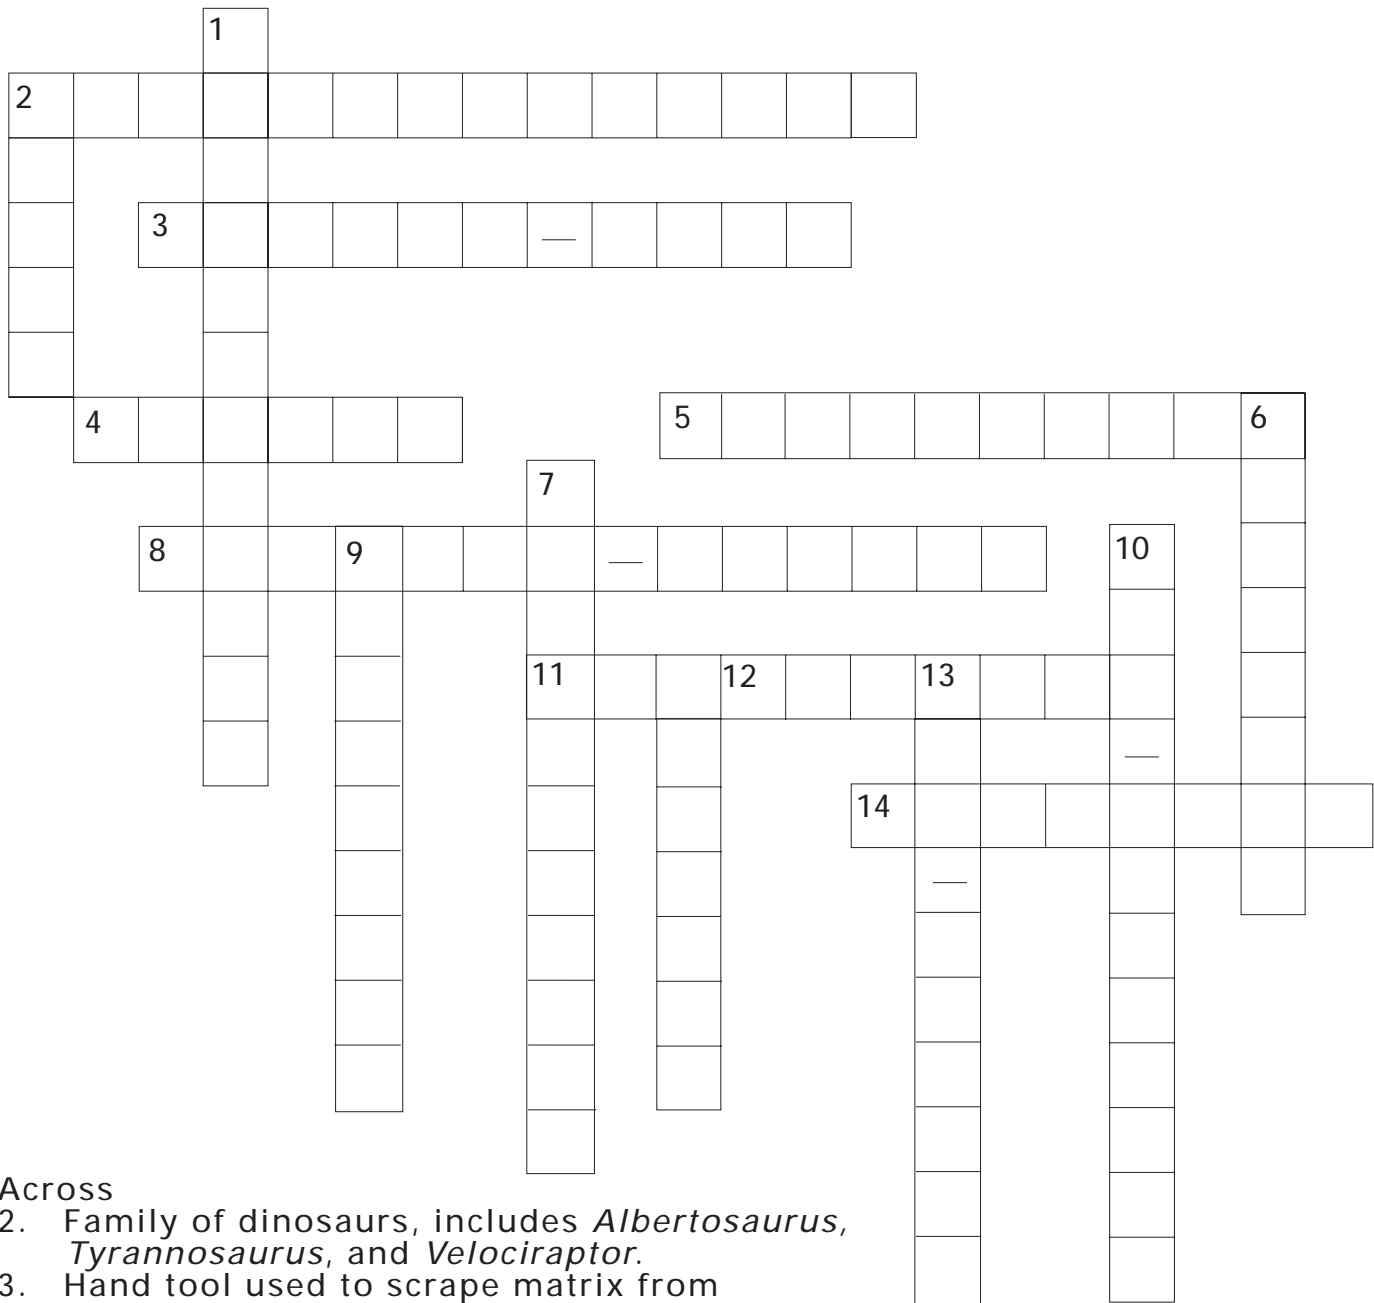 1
2
3 —
4 5 6
7
8 9 — 10
11 12 13
—
14
—
Across
2. Family of dinosaurs, includes Albertosaurus,
Tyrannosaurus, and Velociraptor.
3. Hand tool used to scrape matrix from